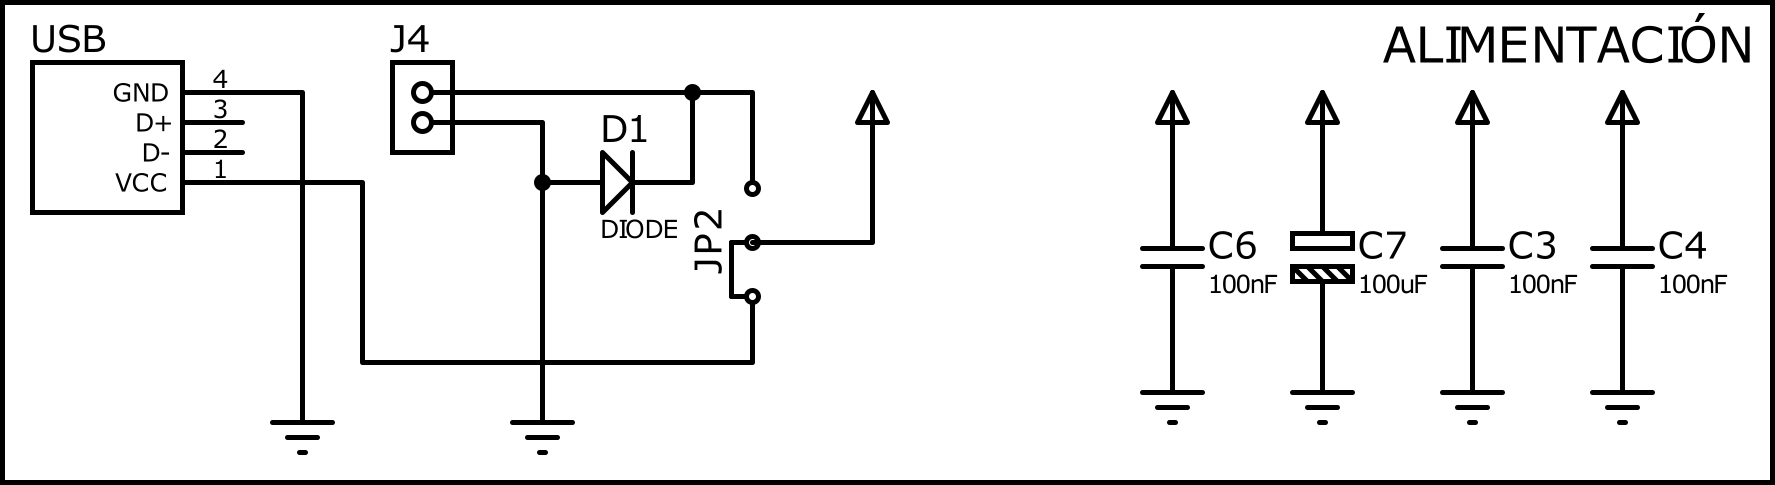 USB
J4
ALIMENTACIÓN
GND 4
D+ 3
D- 2
VCC 1
D1
DIODE
JP2
C6
100nF
C7
100uF
C3
100nF
C4
100nF